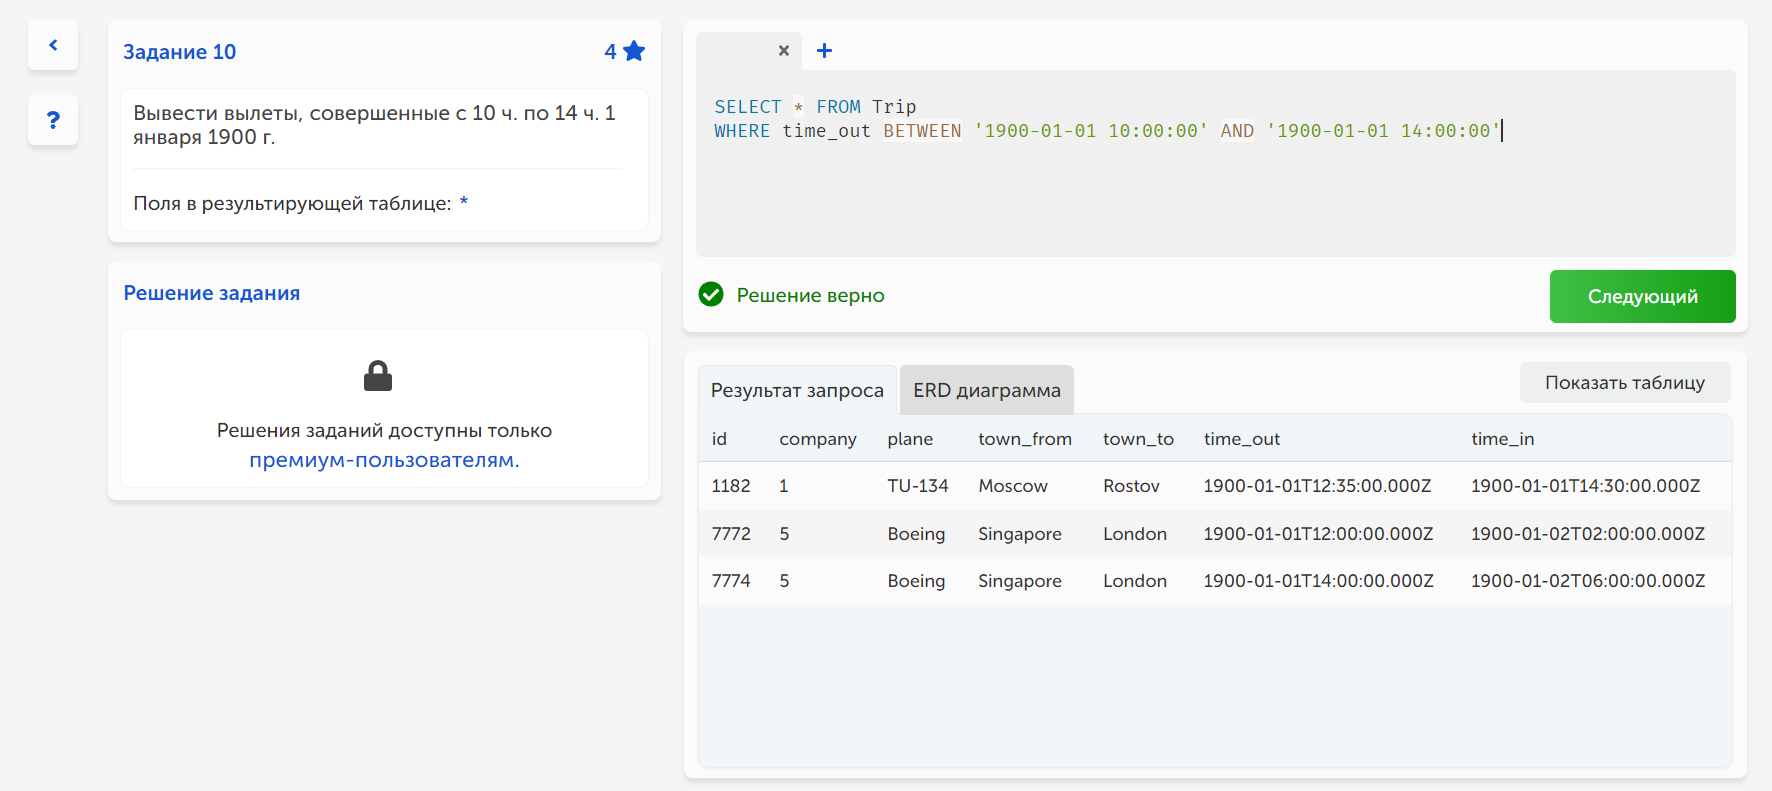 Задание 10
4
Вывести вылеты, совершенные с 10 ч. по 14 ч. 1
января 1900 г.
Поля в результирующей таблице: *
?
Решение задания
Решения заданий доступны только
премиум-пользователям.
× +
SELECT * FROM Trip
WHERE time_out BETWEEN '1900-01-01 10:00:00' AND '1900-01-01 14:00:00'
Решение верно
Следующий
Результат запроса ERD диаграмма Показать таблицу
id company plane town_from town_to time_out time_in
1182 1 TU-134 Moscow Rostov 1900-01-01T12:35:00.000Z 1900-01-01T14:30:00.000Z
7772 5 Boeing Singapore London 1900-01-01T12:00:00.000Z 1900-01-02T02:00:00.000Z
7774 5 Boeing Singapore London 1900-01-01T14:00:00.000Z 1900-01-02T06:00:00.000Z